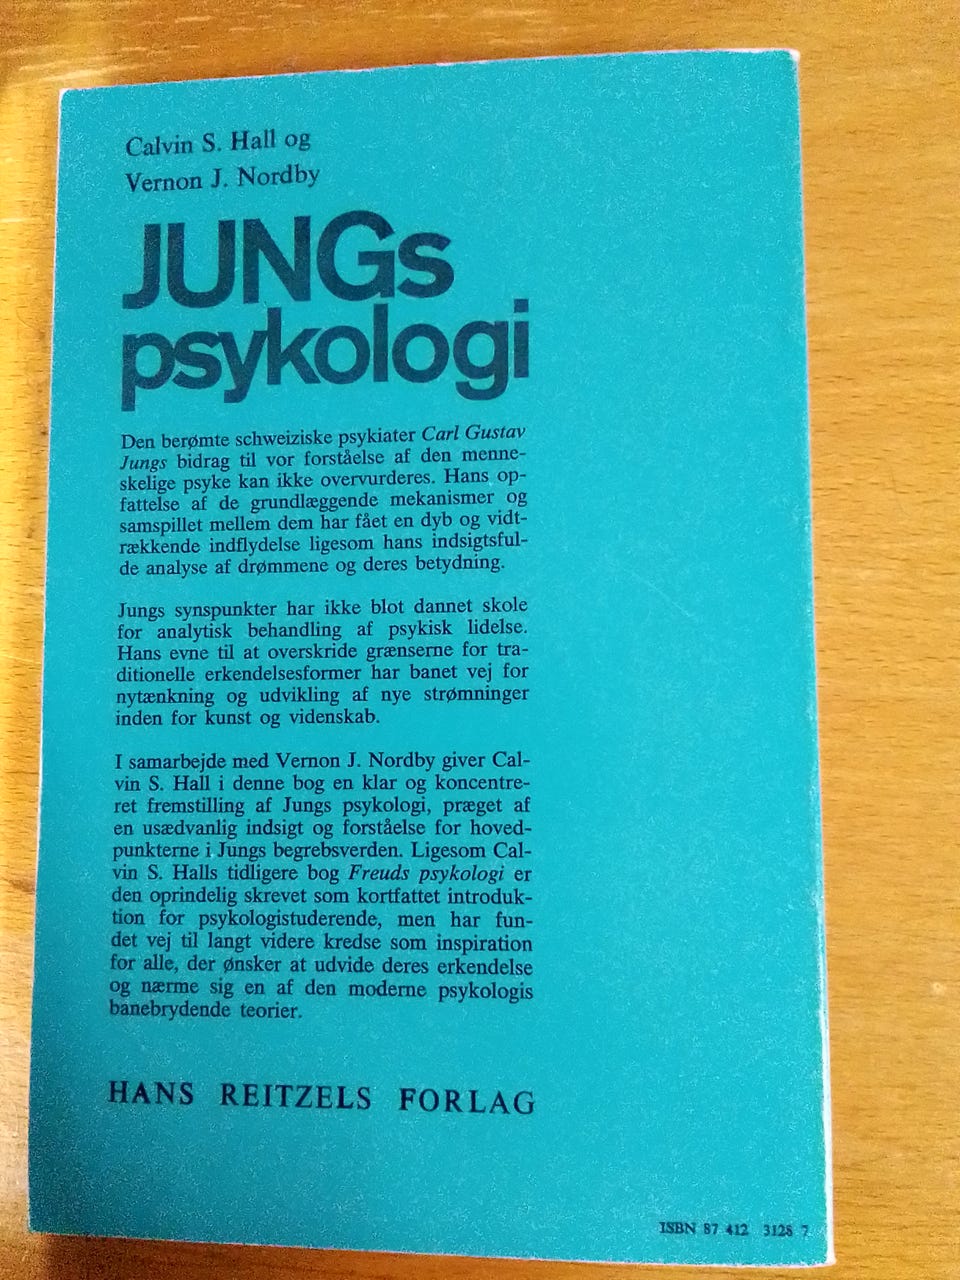 Calvin S. Hall og
Vernon J. Nordby
JUNGs
psykologi
Den berømte schweiziske psykiater Carl Gustav
Jungs bidrag til vor forståelse af den menne-
skelige psyke kan ikke overvurderes. Hans op-
fattelse af de grundlæggende mekanismer og
samspillet mellem dem har fået en dyb og vidt-
rækkende indflydelse ligesom hans indsigtsful-
de analyse af drømmene og deres betydning.
Jungs synspunkter har ikke blot dannet skole
for analytisk behandling af psykisk lidelse.
Hans evne til at overskride grænserne for tra-
ditionelle erkendelsesformer har banet vej for
nytænkning og udvikling af nye strømninger
inden for kunst og videnskab.
I samarbejde med Vernon J. Nordby giver Cal-
vin S. Hall i denne bog en klar og koncentre-
ret fremstilling af Jungs psykologi, præget af
en usædvanlig indsigt og forståelse for hoved-
punkterne i Jungs begrebsverden. Ligesom Cal-
vin S. Halls tidligere bog Freuds psykologi er
den oprindelig skrevet som kortfattet introduk-
tion for psykologistuderende, men har fun-
det vej til langt videre kredse som inspiration
for alle, der ønsker at udvide deres erkendelse
og nærme sig en af den moderne psykologis
banebrydende teorier.
HANS REITZELS FORLAG
ISBN 87 412 3128 7